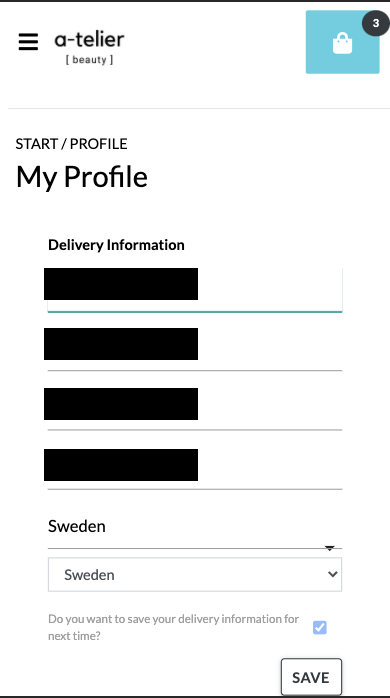 3
a-telier
[ beauty ]
START / PROFILE
My Profile
Delivery Information
Sweden
Sweden
Do you want to save your delivery information for
next time?
SAVE